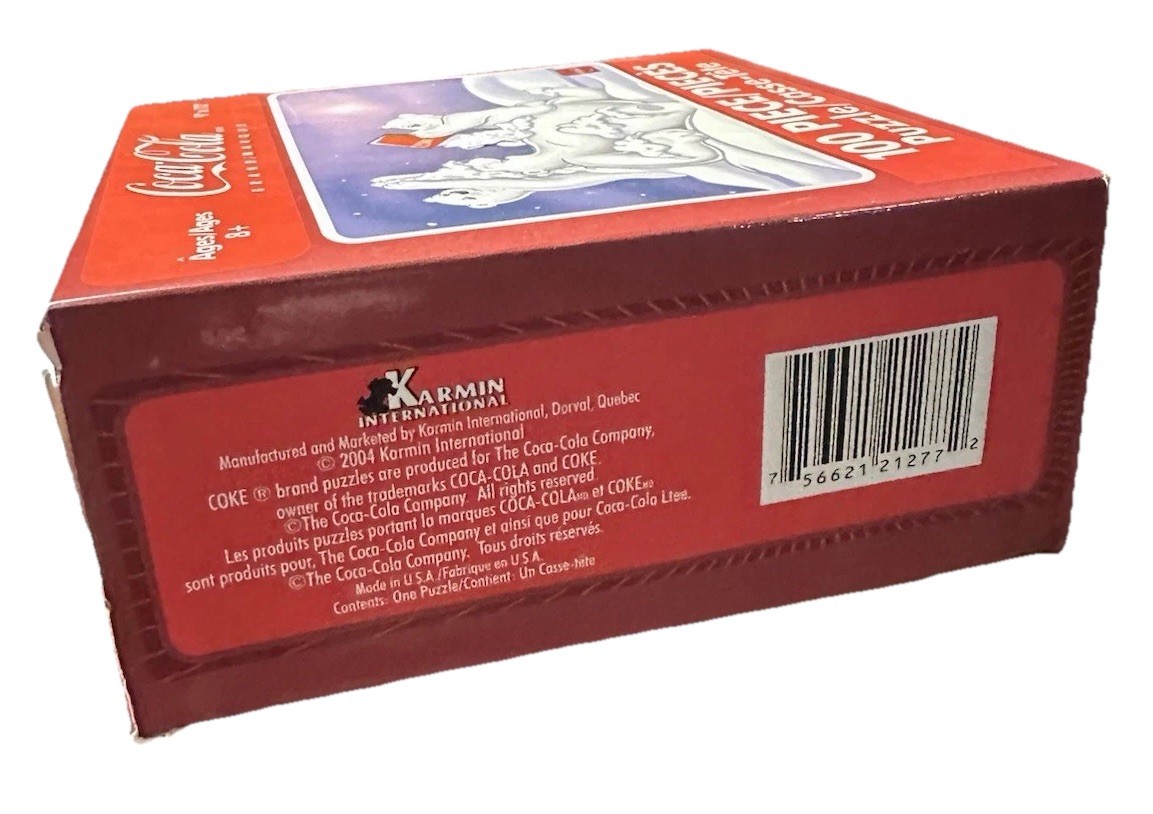 100 PIECE/PIECES
Puzzle/Casse-tête
Coca-Cola
BRAND/MARQUE
Ages/Âges
8+
KARMIN
INTERNATIONAL
Manufactured and Marketed by Karmin International, Dorval, Quebec
© 2004 Karmin International
COKE ® brand puzzles are produced for The Coca-Cola Company,
owner of the trademarks COCA-COLA and COKE.
©The Coca-Cola Company. All rights reserved.
Les produits puzzles portant la marques COCA-COLAMD et COKEMD
sont produits pour, The Coca-Cola Company et ainsi que pour Coca-Cola Ltee.
©The Coca-Cola Company. Tous droits réservés.
Made in U.S.A./Fabrique en U.S.A.
Contents: One Puzzle/Contient: Un Casse-tête
7 56621 21277 2